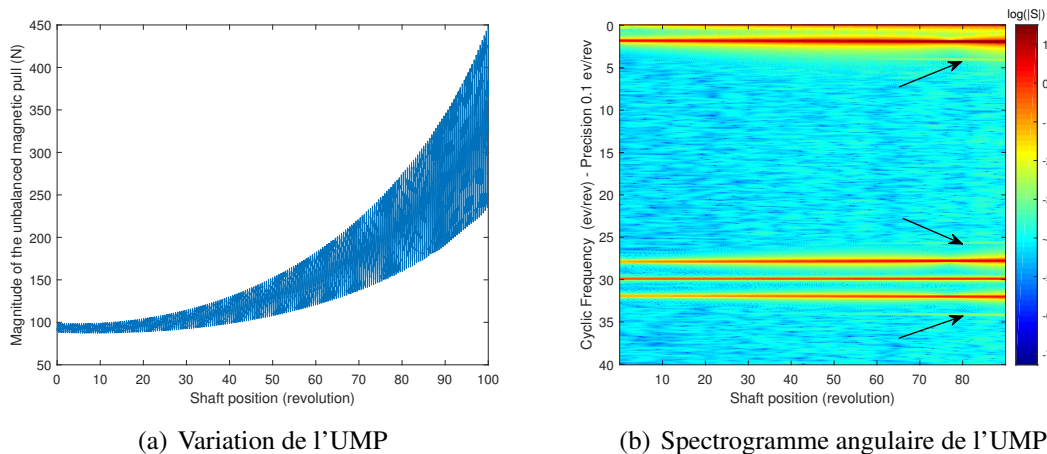 450
400
350
300
250
200
150
100
50
Magnitude of the unbalanced magnetic pull (N)
0 10 20 30 40 50 60 70 80 90 100
Shaft position (revolution)
(a) Variation de l'UMP
log(|S|)
0
5
10
15
20
25
30
35
40
Cyclic Frequency (ev/rev) - Precision 0.1 ev/rev
10 20 30 40 50 60 70 80
Shaft position (revolution)
1
0
(b) Spectrogramme angulaire de l'UMP